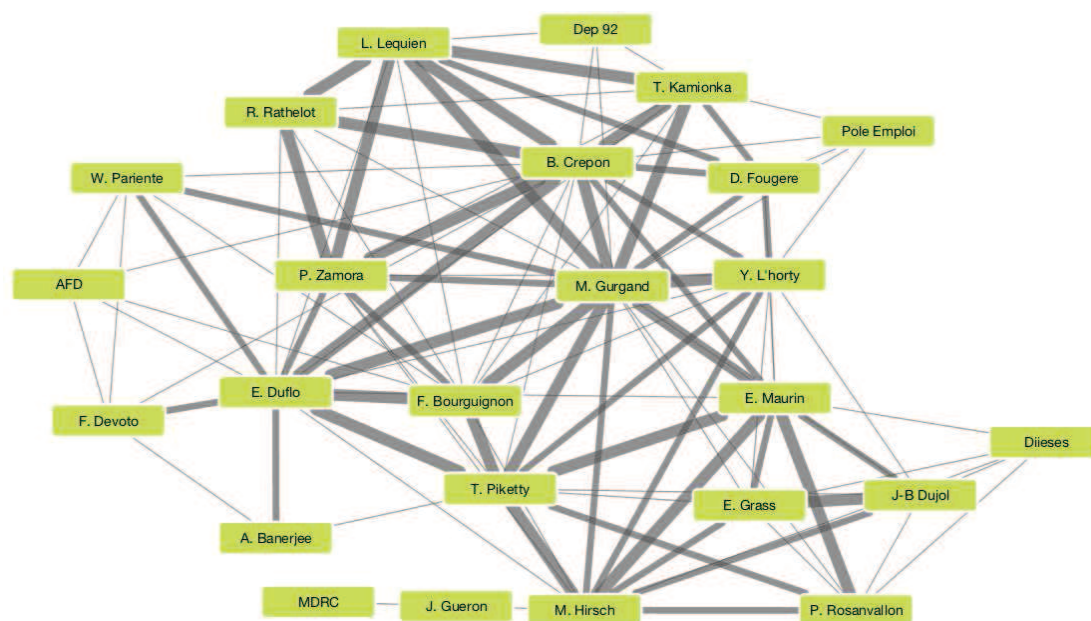 Dep 92
L. Lequien
T. Kamionka
R. Rathelot
Pole Emploi
B. Crepon
W. Pariente
D. Fougere
AFD
P. Zamora
M. Gurgand
Y. L'horty
E. Duflo
F. Bourguignon
E. Maurin
F. Devoto
Diieses
T. Piketty
E. Grass
J-B Dujol
A. Banerjee
MDRC
J. Gueron
M. Hirsch
P. Rosanvallon